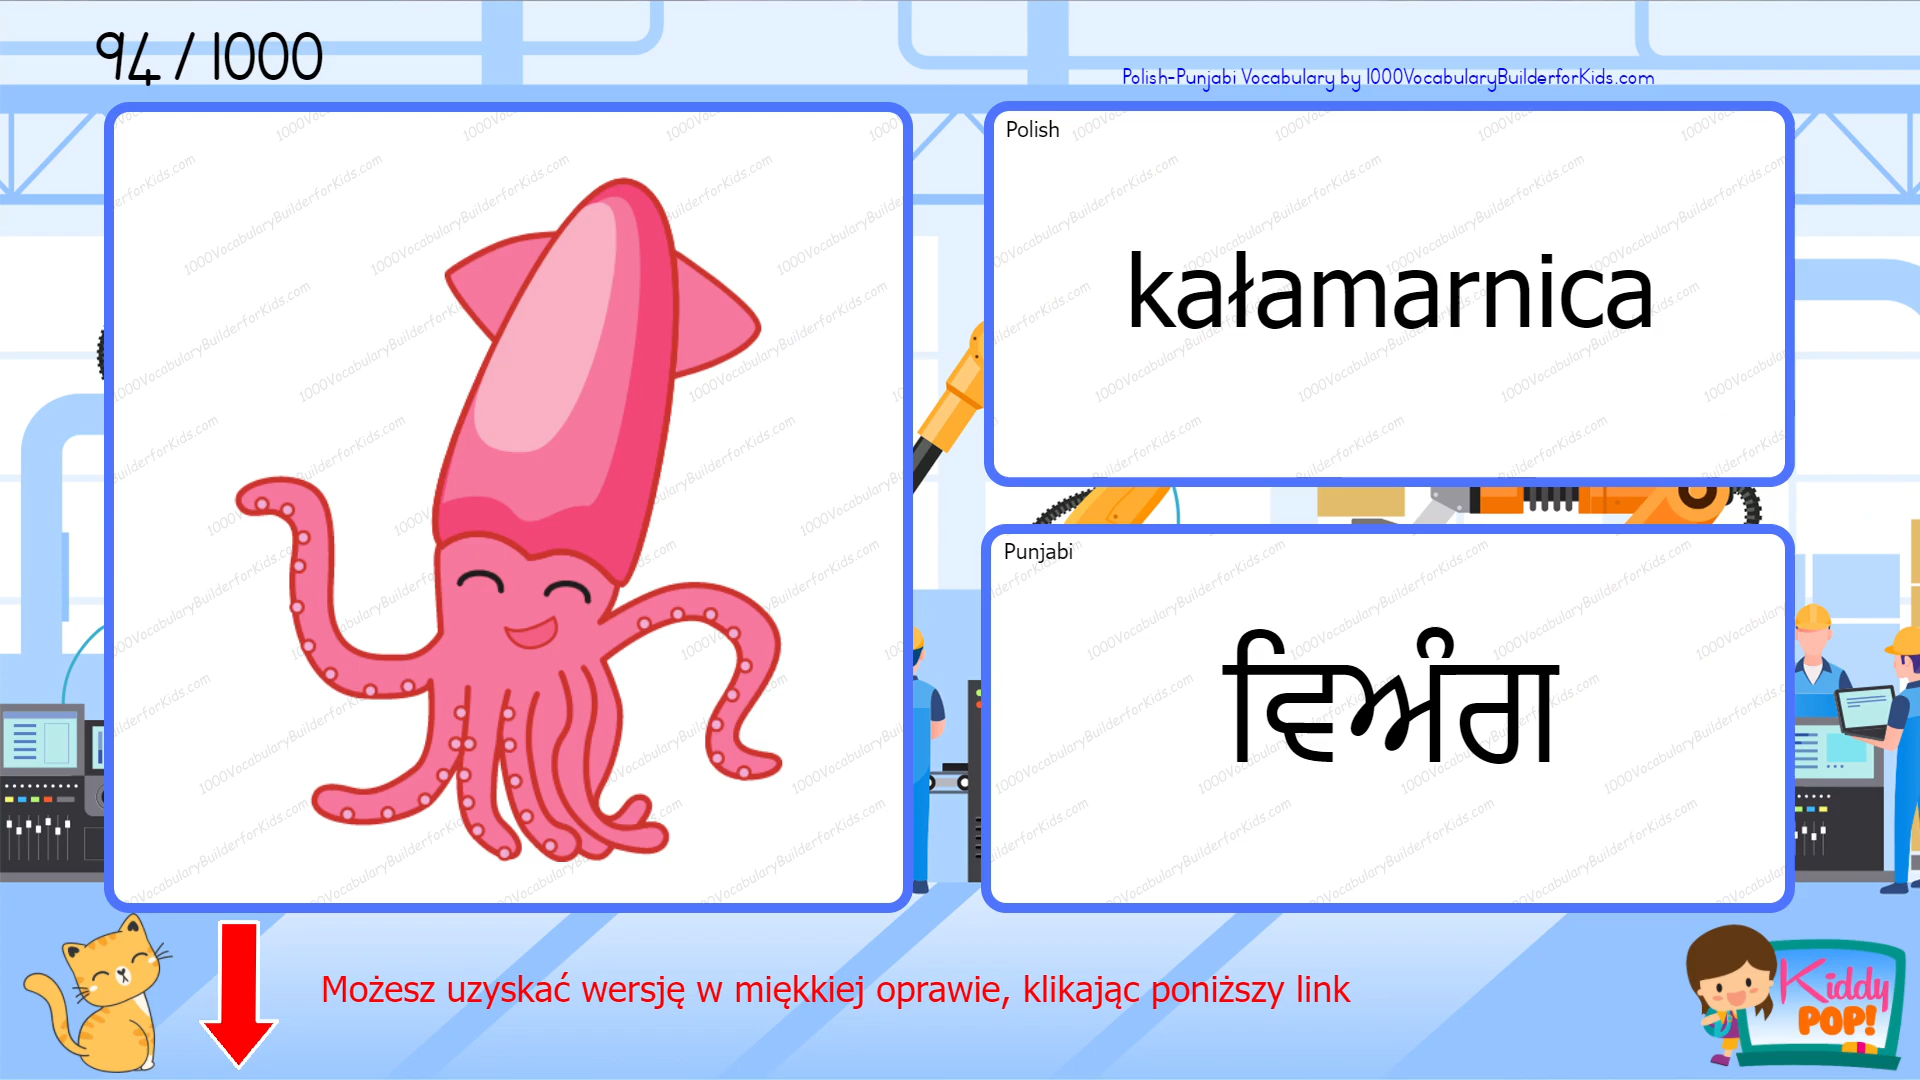 94/1000
Polish-Punjabi Vocabulary by 1000VocabularyBuilderforKids.com
Polish
kałamarnica
Punjabi
ਵਿਅੰਗ
Możesz uzyskać wersję w miękkiej oprawie, klikając poniższy link
Kiddy
POP!